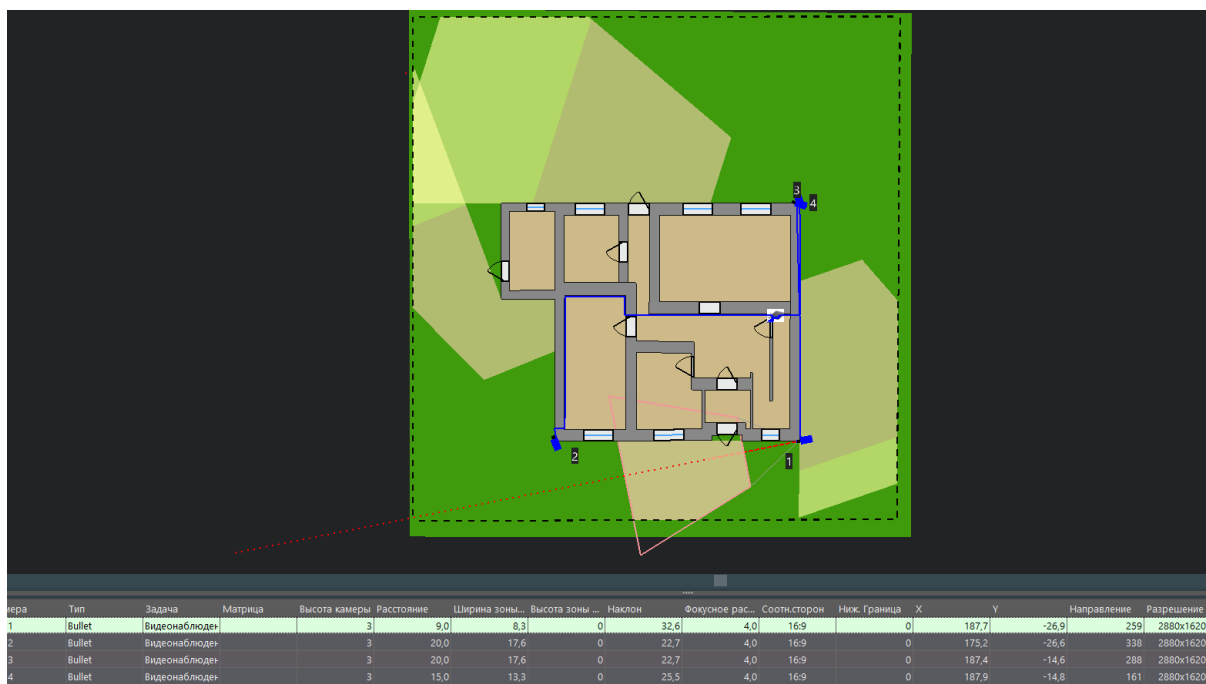 3
4
2
1
мера Тип Задача Матрица Высота камеры Расстояние Ширина зоны... Высота зоны ... Наклон Фокусное рас... Соотн.сторон Ниж. Граница X Y Направление Разрешение
1 Bullet Видеонаблюден 3 9,0 8,3 0 32,6 4,0 16:9 0 187,7 -26,9 259 2880x1620
2 Bullet Видеонаблюден 3 20,0 17,6 0 22,7 4,0 16:9 0 175,2 -26,6 338 2880x1620
3 Bullet Видеонаблюден 3 20,0 17,6 0 22,7 4,0 16:9 0 187,4 -14,6 288 2880x1620
4 Bullet Видеонаблюден 3 15,0 13,3 0 25,5 4,0 16:9 0 187,9 -14,8 161 2880x1620